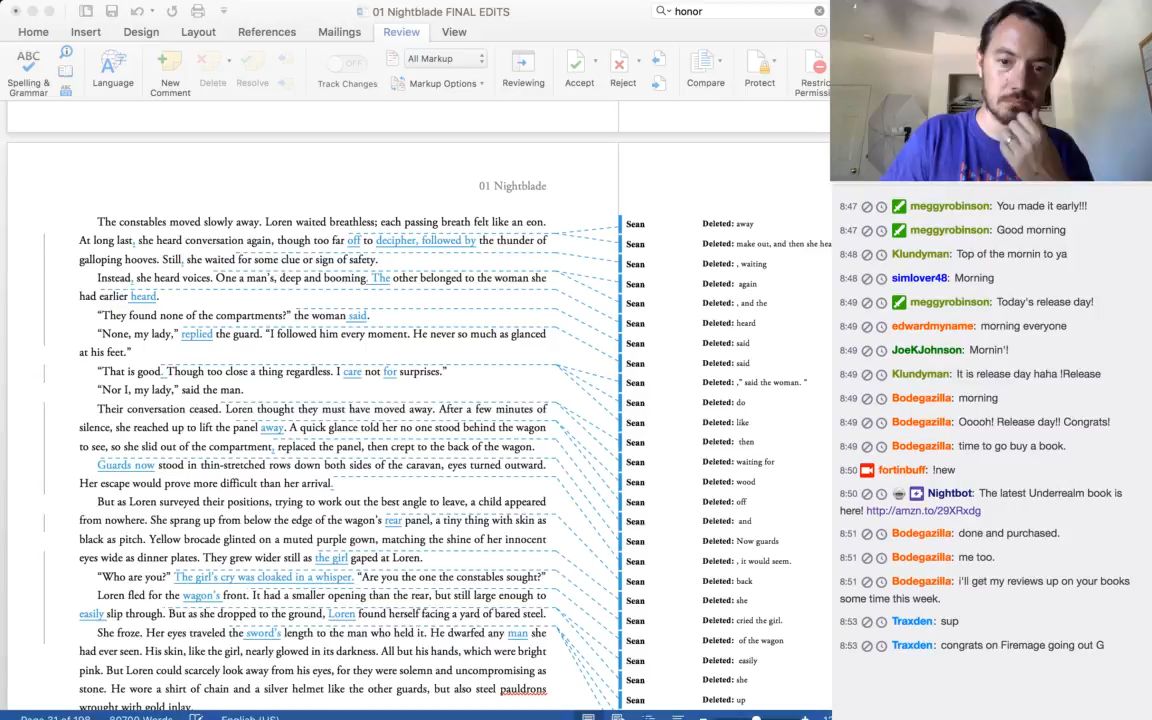 01 Nightblade FINAL EDITS
honor
Home Insert Design Layout References Mailings Review View
ABC
Spelling &
Grammar
ABC
Language
New
Comment
Delete
Resolve
OFF
Track Changes
All Markup
Markup Options
Reviewing
Accept
Reject
Compare
Protect
Restric
Permissi
01 Nightblade
The constables moved slowly away. Loren waited breathless; each passing breath felt like an eon.
At long last, she heard conversation again, though too far off to decipher, followed by the thunder of
galloping hooves. Still, she waited for some clue or sign of safety.
Instead, she heard voices. One a man’s, deep and booming. The other belonged to the woman she
had earlier heard.
“They found none of the compartments?” the woman said.
“None, my lady,” replied the guard. “I followed him every moment. He never so much as glanced
at his feet.”
“That is good. Though too close a thing regardless. I care not for surprises.”
“Nor I, my lady,” said the man.
Their conversation ceased. Loren thought they must have moved away. After a few minutes of
silence, she reached up to lift the panel away. A quick glance told her no one stood behind the wagon
to see, so she slid out of the compartment, replaced the panel, then crept to the back of the wagon.
Guards now stood in thin-stretched rows down both sides of the caravan, eyes turned outward.
Her escape would prove more difficult than her arrival.
But as Loren surveyed their positions, trying to work out the best angle to leave, a child appeared
from nowhere. She sprang up from below the edge of the wagon’s rear panel, a tiny thing with skin as
black as pitch. Yellow brocade glinted on a muted purple gown, matching the shine of her innocent
eyes wide as dinner plates. They grew wider still as the girl gaped at Loren.
“Who are you?” The girl’s cry was cloaked in a whisper. “Are you the one the constables sought?”
Loren fled for the wagon’s front. It had a smaller opening than the rear, but still large enough to
easily slip through. But as she dropped to the ground, Loren found herself facing a yard of bared steel.
She froze. Her eyes traveled the sword’s length to the man who held it. He dwarfed any man she
had ever seen. His skin, like the girl, nearly glowed in its darkness. All but his hands, which were bright
pink. But Loren could scarcely look away from his eyes, for they were solemn and uncompromising as
stone. He wore a shirt of chain and a silver helmet like the other guards, but also steel pauldrons
wrought with gold inlay.
Sean Deleted: away
Sean Deleted: make out, and then she hea
Sean Deleted: , waiting
Sean Deleted: again
Sean Deleted: , and the
Sean Deleted: heard
Sean Deleted: said
Sean Deleted: said
Sean Deleted: ,” said the woman. “
Sean Deleted: do
Sean Deleted: like
Sean Deleted: then
Sean Deleted: waiting for
Sean Deleted: wood
Sean Deleted: off
Sean Deleted: and
Sean Deleted: Now guards
Sean Deleted: , it would seem.
Sean Deleted: back
Sean Deleted: she
Sean Deleted: cried the girl.
Sean Deleted: of the wagon
Sean Deleted: easily
Sean Deleted: she
Sean Deleted: up
Page 31 of 198 80700 Words English (US)
8:47 meggyrobinson: You made it early!!!
8:47 meggyrobinson: Good morning
8:48 Klundyman: Top of the mornin to ya
8:48 simlover48: Morning
8:49 meggyrobinson: Today's release day!
8:49 edwardmyname: morning everyone
8:49 JoeKJohnson: Mornin'!
8:49 Klundyman: It is release day haha !Release
8:49 Bodegazilla: morning
8:49 Bodegazilla: Ooooh! Release day!! Congrats!
8:49 Bodegazilla: time to go buy a book.
8:50 fortinbuff: !new
8:50 Nightbot: The latest Underrealm book is
here! http://amzn.to/29XRxdg
8:51 Bodegazilla: done and purchased.
8:51 Bodegazilla: me too.
8:51 Bodegazilla: i'll get my reviews up on your books
some time this week.
8:53 Traxden: sup
8:53 Traxden: congrats on Firemage going out G